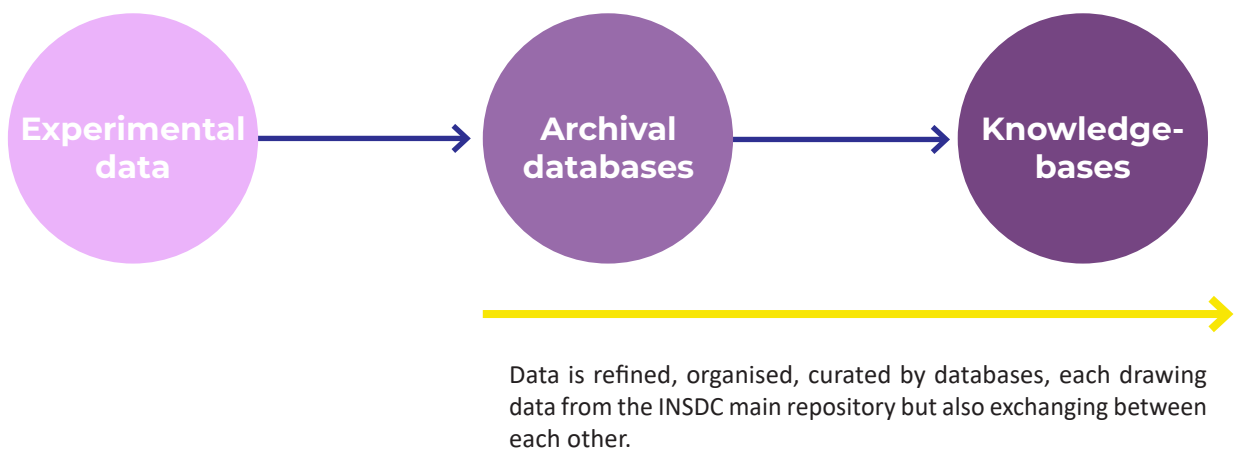 Experimental
data
Archival
databases
Knowledge-
bases
Data is refined, organised, curated by databases, each drawing
data from the INSDC main repository but also exchanging between
each other.